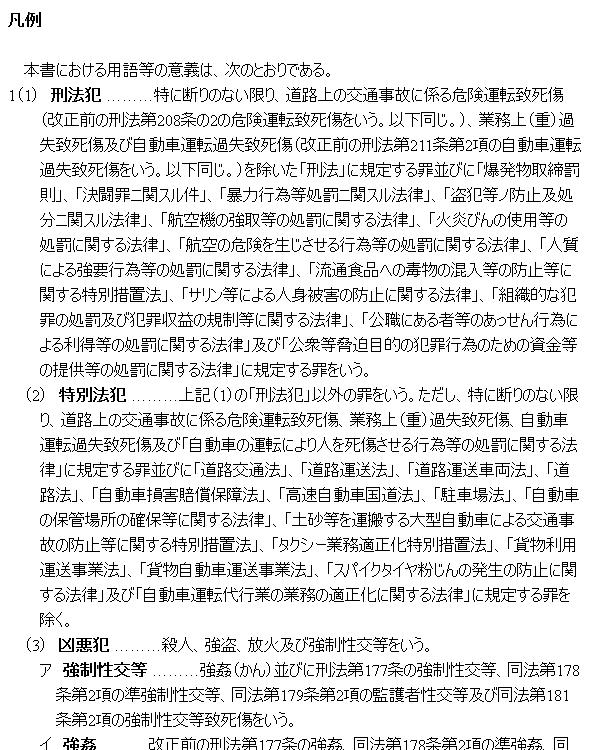 凡例
本書における用語等の意義は、次のとおりである。
1(1) 刑法犯 ………特に断りのない限り、道路上の交通事故に係る危険運転致死傷
(改正前の刑法第208条の2の危険運転致死傷をいう。以下同じ。)、業務上(重)過
失致死傷及び自動車運転過失致死傷(改正前の刑法第211条第2項の自動車運転
過失致死傷をいう。以下同じ。)を除いた「刑法」に規定する罪並びに「爆発物取締罰
則」、「決闘罪ニ関スル件」、「暴力行為等処罰ニ関スル法律」、「盗犯等ノ防止及処
分ニ関スル法律」、「航空機の強取等の処罰に関する法律」、「火炎びんの使用等の
処罰に関する法律」、「航空の危険を生じさせる行為等の処罰に関する法律」、「人質
による強要行為等の処罰に関する法律」、「流通食品への毒物の混入等の防止等に
関する特別措置法」、「サリン等による人身被害の防止に関する法律」、「組織的な犯
罪の処罰及び犯罪収益の規制等に関する法律」、「公職にある者等のあっせん行為に
よる利得等の処罰に関する法律」及び「公衆等脅迫目的の犯罪行為のための資金等
の提供等の処罰に関する法律」に規定する罪をいう。
(2) 特別法犯 ………上記(1)の「刑法犯」以外の罪をいう。ただし、特に断りのない限
り、道路上の交通事故に係る危険運転致死傷、業務上(重)過失致死傷、自動車
運転過失致死傷及び「自動車の運転により人を死傷させる行為等の処罰に関する法
律」に規定する罪並びに「道路交通法」、「道路運送法」、「道路運送車両法」、「道
路法」、「自動車損害賠償保障法」、「高速自動車国道法」、「駐車場法」、「自動車
の保管場所の確保等に関する法律」、「土砂等を運搬する大型自動車による交通事
故の防止等に関する特別措置法」、「タクシー業務適正化特別措置法」、「貨物利用
運送事業法」、「貨物自動車運送事業法」、「スパイクタイヤ粉じんの発生の防止に関
する法律」及び「自動車運転代行業の業務の適正化に関する法律」に規定する罪を
除く。
(3) 凶悪犯 ………殺人、強盗、放火及び強制性交等をいう。
ア 強制性交等 ………強姦(かん)並びに刑法第177条の強制性交等、同法第178
条第2項の準強制性交等、同法第179条第2項の監護者性交等及び同法第181
条第2項の強制性交等致死傷をいう。
イ 強姦 ………改正前の刑法第177条の強姦、同法第178条第2項の準強姦、同